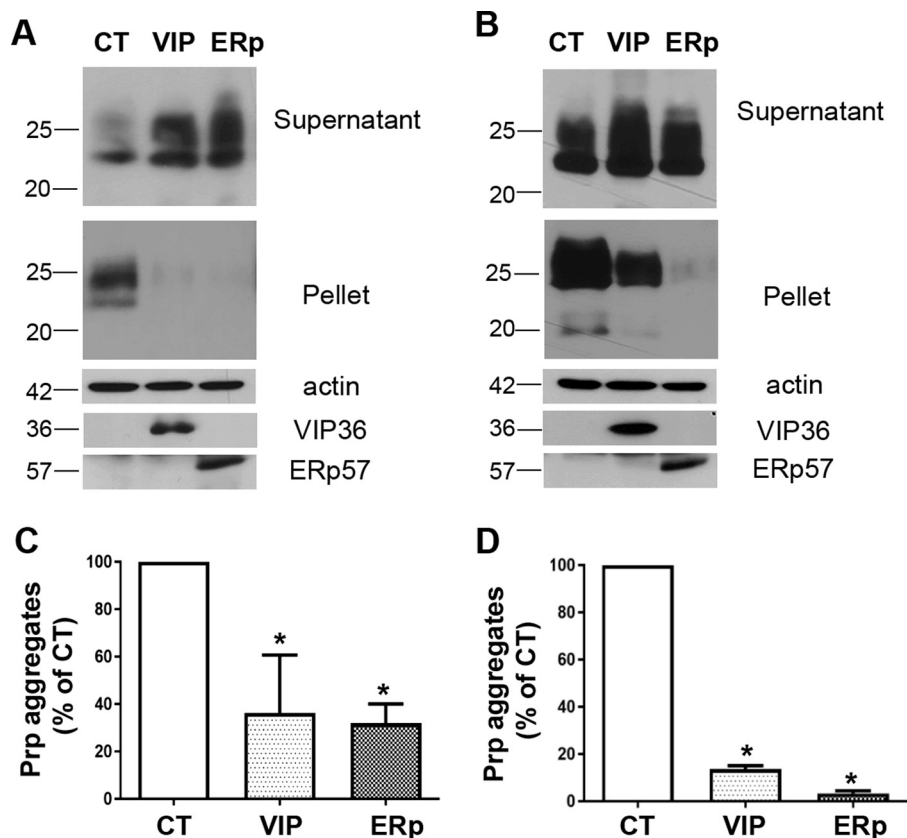 A
CT VIP ERp
25
20
Supernatant
25
20
Pellet
42
actin
36
VIP36
57
ERp57
B
CT VIP ERp
25
20
Supernatant
25
20
Pellet
42
actin
36
VIP36
57
ERp57
C
Prp aggregates
(% of CT)
100
80
60
40
20
0
*
*
CT VIP ERp
D
Prp aggregates
(% of CT)
100
80
60
40
20
0
*
*
CT VIP ERp